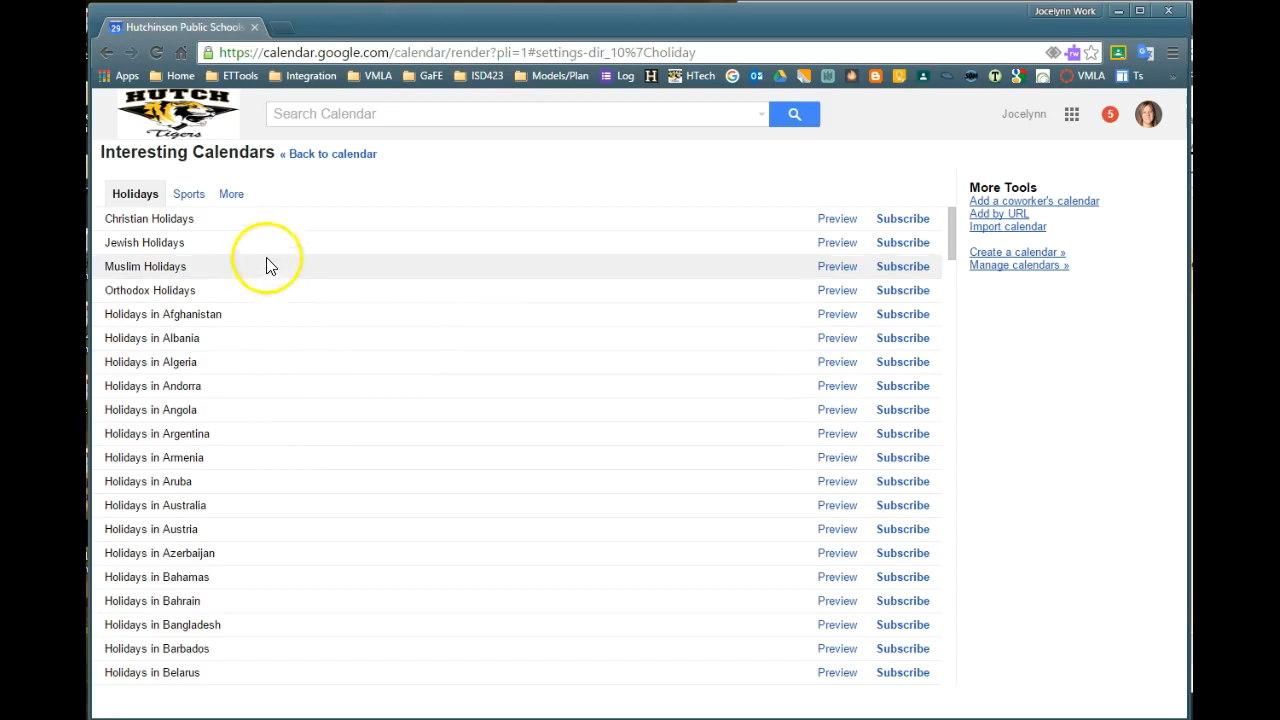 Jocelynn Work
29 Hutchinson Public Schools
https://calendar.google.com/calendar/render?pli=1#settings-dir_10%7Choliday
Apps Home ETTools Integration VMLA GaFE ISD423 Models/Plan Log H HTech VMLA Ts
HUTCH
Tigers
Search Calendar
Jocelynn 5
Interesting Calendars « Back to calendar
Holidays Sports More
Christian Holidays Preview Subscribe
Jewish Holidays Preview Subscribe
Muslim Holidays Preview Subscribe
Orthodox Holidays Preview Subscribe
Holidays in Afghanistan Preview Subscribe
Holidays in Albania Preview Subscribe
Holidays in Algeria Preview Subscribe
Holidays in Andorra Preview Subscribe
Holidays in Angola Preview Subscribe
Holidays in Argentina Preview Subscribe
Holidays in Armenia Preview Subscribe
Holidays in Aruba Preview Subscribe
Holidays in Australia Preview Subscribe
Holidays in Austria Preview Subscribe
Holidays in Azerbaijan Preview Subscribe
Holidays in Bahamas Preview Subscribe
Holidays in Bahrain Preview Subscribe
Holidays in Bangladesh Preview Subscribe
Holidays in Barbados Preview Subscribe
Holidays in Belarus Preview Subscribe
More Tools
Add a coworker's calendar
Add by URL
Import calendar
Create a calendar »
Manage calendars »